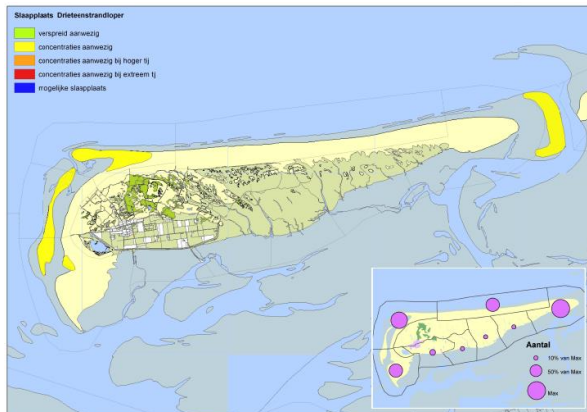 Slaapplaats Drieteenstrandloper
verspreid aanwezig
concentraties aanwezig
concentraties aanwezig bij hoger tij
concentraties aanwezig bij extreem tij
mogelijke slaapplaats
Aantal
10% van Max
50% van Max
Max